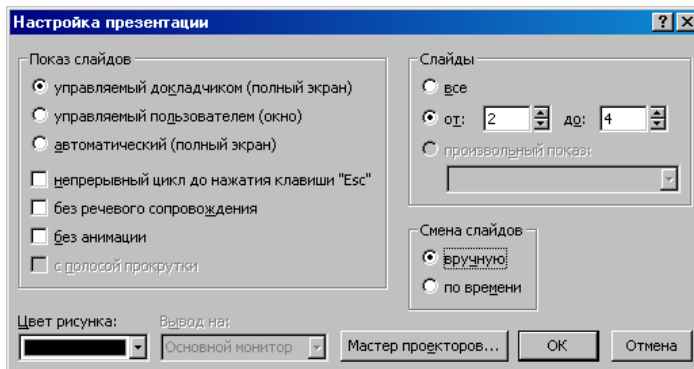 Настройка презентации
Показ слайдов
управляемый докладчиком (полный экран)
управляемый пользователем (окно)
автоматический (полный экран)
непрерывный цикл до нажатия клавиши "Esc"
без речевого сопровождения
без анимации
с полосой прокрутки
Слайды
все
от: 2 до: 4
произвольный показ:
Смена слайдов
вручную
по времени
Цвет рисунка:
Вывод на:
Основной монитор
Мастер проекторов...
ОК
Отмена